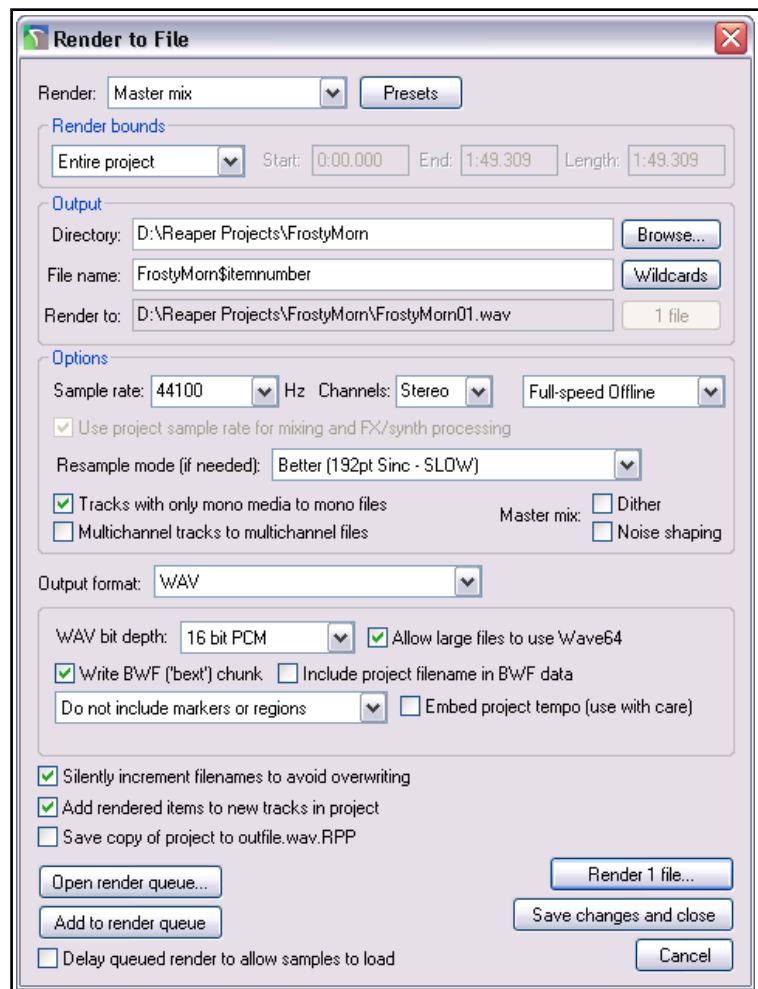 Render to File
Render: Master mix Presets
Render bounds
Entire project Start: 0:00.000 End: 1:49.309 Length: 1:49.309
Output
Directory: D:\Reaper Projects\FrostyMorn Browse...
File name: FrostyMorn$itemnumber Wildcards
Render to: D:\Reaper Projects\FrostyMorn\FrostyMorn01.wav 1 file
Options
Sample rate: 44100 Hz Channels: Stereo Full-speed Offline
Use project sample rate for mixing and FX/synth processing
Resample mode (if needed): Better (192pt Sinc - SLOW)
Tracks with only mono media to mono files
Master mix: Dither
Multichannel tracks to multichannel files Noise shaping
Output format: WAV
WAV bit depth: 16 bit PCM Allow large files to use Wave64
Write BWF ('bext') chunk Include project filename in BWF data
Do not include markers or regions Embed project tempo (use with care)
Silently increment filenames to avoid overwriting
Add rendered items to new tracks in project
Save copy of project to outfile.wav.RPP
Open render queue... Render 1 file...
Add to render queue Save changes and close
Delay queued render to allow samples to load Cancel